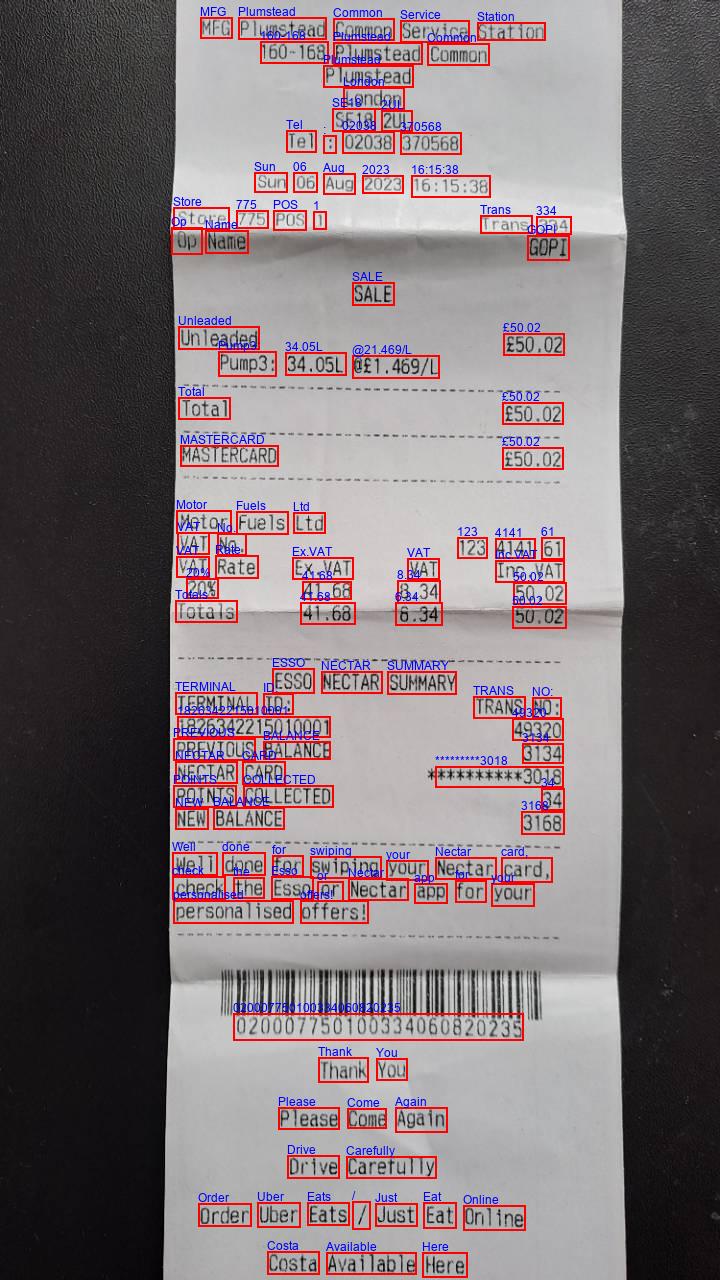 MFG Plumstead Common Service Station
160-168 Plumstead Common
Plumstead
London
SE18 2UL
Tel : 02038 370568
Sun 06 Aug 2023 16:15:38
Store 775 POS 1 Trans 334
Op Name GOPI
SALE
Unleaded £50.02
Pump3: 34.05L @£1.469/L
Total £50.02
MASTERCARD £50.02
Motor Fuels Ltd
VAT No. 123 4141 61
VAT Rate Ex.VAT VAT Inc.VAT
20% 41.68 8.34 50.02
Totals 41.68 8.34 50.02
ESSO NECTAR SUMMARY
TERMINAL ID: TRANS NO:
1826342215010001 49320
PREVIOUS BALANCE 3134
NECTAR CARD **********3018
POINTS COLLECTED 34
NEW BALANCE 3168
Well done for swiping your Nectar card,
check the Esso or Nectar app for your
personalised offers!
020007750100334060820235
Thank You
Please Come Again
Drive Carefully
Order Uber Eats / Just Eat Online
Costa Available Here